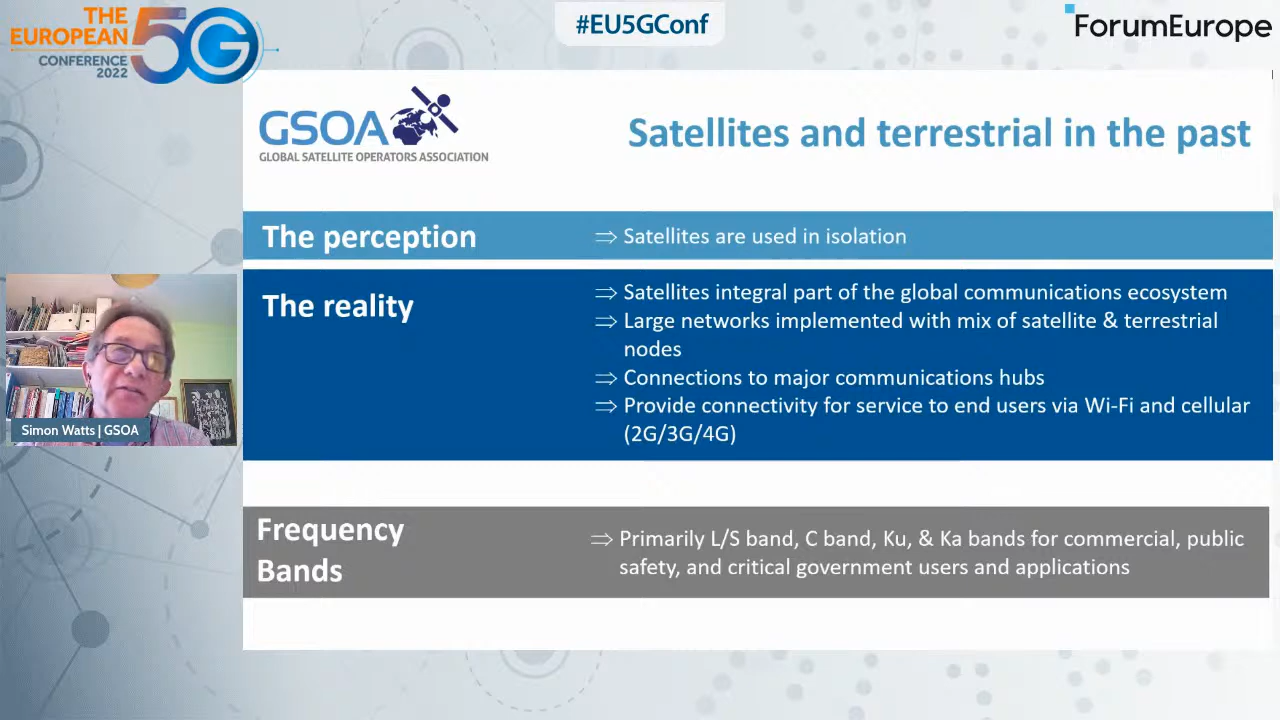 THE
EUROPEAN
5G
CONFERENCE
2022
#EU5GConf
ForumEurope
GSOA
GLOBAL SATELLITE OPERATORS ASSOCIATION
Satellites and terrestrial in the past
The perception
⇒ Satellites are used in isolation
The reality
⇒ Satellites integral part of the global communications ecosystem
⇒ Large networks implemented with mix of satellite & terrestrial
nodes
⇒ Connections to major communications hubs
⇒ Provide connectivity for service to end users via Wi-Fi and cellular
(2G/3G/4G)
Simon Watts | GSOA
Frequency
Bands
⇒ Primarily L/S band, C band, Ku, & Ka bands for commercial, public
safety, and critical government users and applications